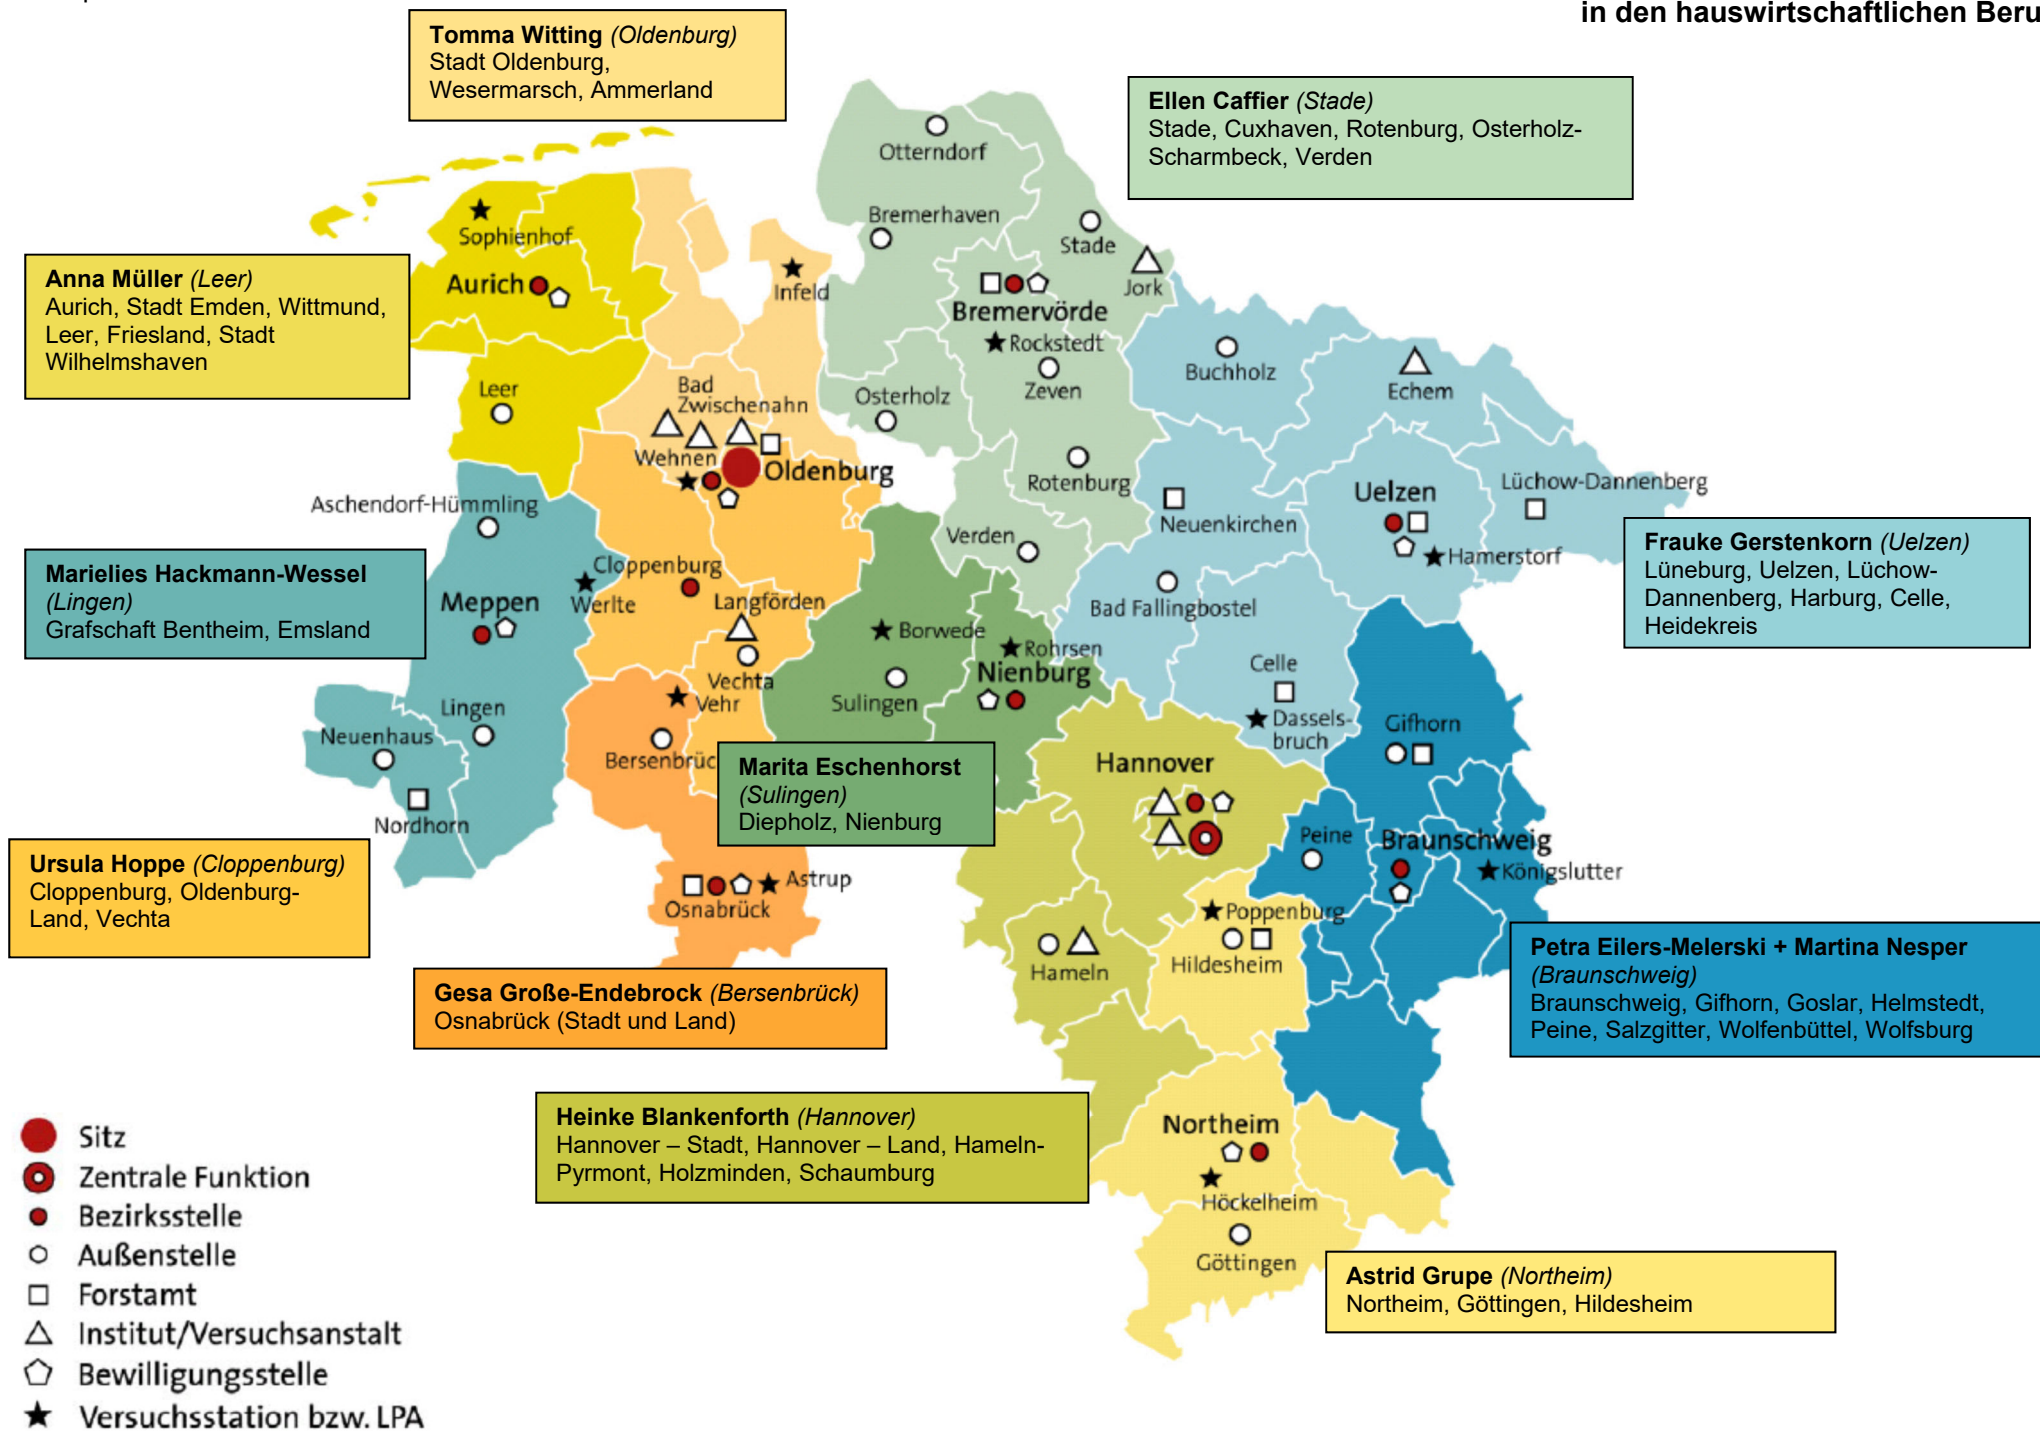 in den hauswirtschaftlichen Beru
Tomma Witting (Oldenburg)
Stadt Oldenburg,
Wesermarsch, Ammerland
Ellen Caffier (Stade)
Stade, Cuxhaven, Rotenburg, Osterholz-
Scharmbeck, Verden
Anna Müller (Leer)
Aurich, Stadt Emden, Wittmund,
Leer, Friesland, Stadt
Wilhelmshaven
Otterndorf
Bremerhaven
Stade
Sophienhof
Aurich
Infeld
Jork
Bremervörde
Rockstedt
Zeven
Buchholz
Echem
Leer
Bad
Zwischenahn
Osterholz
Wehnen
Oldenburg
Rotenburg
Neuenkirchen
Uelzen
Lüchow-Dannenberg
Aschendorf-Hümmling
Verden
Hamerstorf
Frauke Gerstenkorn (Uelzen)
Lüneburg, Uelzen, Lüchow-
Dannenberg, Harburg, Celle,
Heidekreis
Marielies Hackmann-Wessel
(Lingen)
Grafschaft Bentheim, Emsland
Cloppenburg
Meppen
Werlte
Langförden
Bad Fallingbostel
Borwede
Rohrsen
Nienburg
Celle
Vechta
Vehr
Sulingen
Lingen
Neuenhaus
Dassels-
bruch
Gifhorn
Bersenbrüc
Hannover
Marita Eschenhorst
(Sulingen)
Diepholz, Nienburg
Nordhorn
Peine
Braunschweig
Königslutter
Ursula Hoppe (Cloppenburg)
Cloppenburg, Oldenburg-
Land, Vechta
Astrup
Osnabrück
Poppenburg
Hameln
Hildesheim
Petra Eilers-Melerski + Martina Nesper
(Braunschweig)
Braunschweig, Gifhorn, Goslar, Helmstedt,
Peine, Salzgitter, Wolfenbüttel, Wolfsburg
Gesa Große-Endebrock (Bersenbrück)
Osnabrück (Stadt und Land)
Heinke Blankenforth (Hannover)
Hannover – Stadt, Hannover – Land, Hameln-
Pyrmont, Holzminden, Schaumburg
Northeim
Höckelheim
Göttingen
Astrid Grupe (Northeim)
Northeim, Göttingen, Hildesheim
Sitz
Zentrale Funktion
Bezirksstelle
Außenstelle
Forstamt
Institut/Versuchsanstalt
Bewilligungsstelle
Versuchsstation bzw. LPA